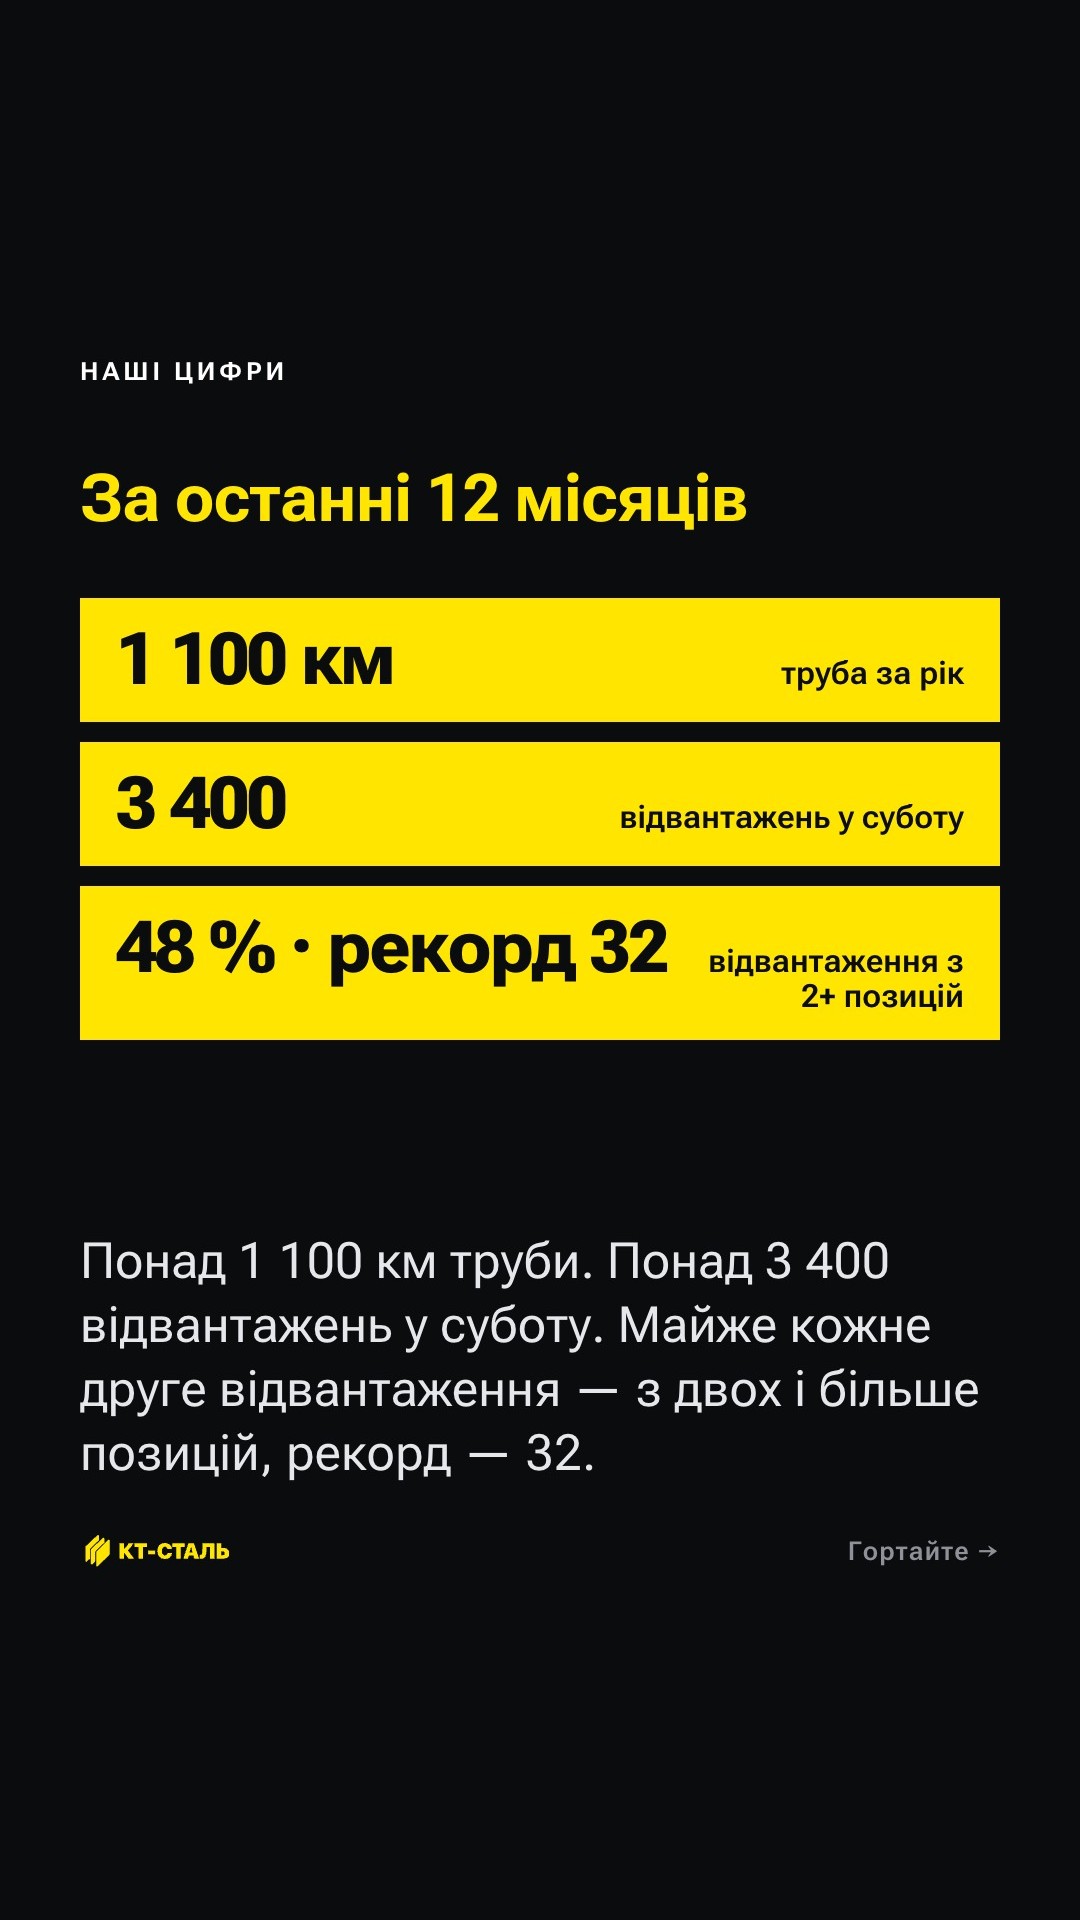 НАШІ ЦИФРИ
За останні 12 місяців
1 100 км
труба за рік
3 400
відвантажень у суботу
48 % · рекорд 32
відвантаження з
2+ позицій
Понад 1 100 км труби. Понад 3 400
відвантажень у суботу. Майже кожне
друге відвантаження — з двох і більше
позицій, рекорд — 32.
КТ-СТАЛЬ
Гортайте →